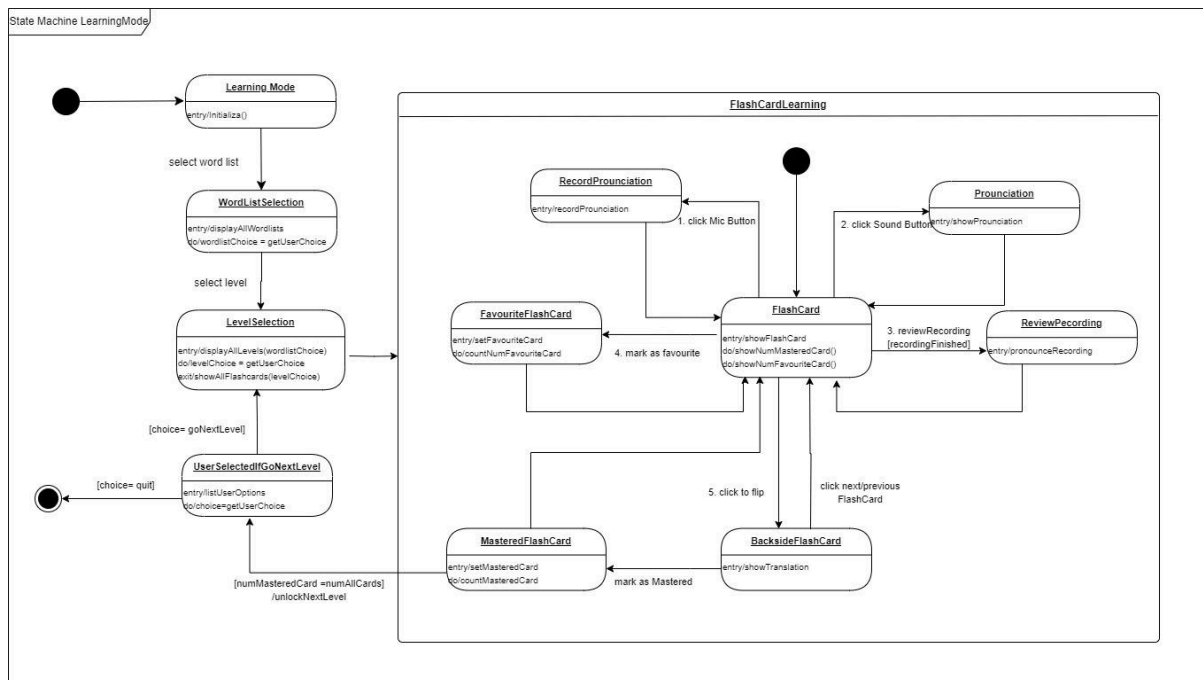 State Machine LearningMode
Learning Mode
entry/Initializa()
select word list
WordListSelection
entry/displayAllWordlists
do/wordlistChoice = getUserChoice
select level
LevelSelection
entry/displayAllLevels(wordlistChoice)
do/levelChoice = getUserChoice
exit/showAllFlashcards(levelChoice)
[choice= goNextLevel]
UserSelectedIfGoNextLevel
entry/listUserOptions
do/choice=getUserChoice
[choice= quit]
FlashCardLearning
RecordProunciation
entry/recordProunciation
1. click Mic Button
Prounciation
entry/showProunciation
2. click Sound Button
FlashCard
entry/showFlashCard
do/showNumMasteredCard()
do/showNumFavouriteCard()
FavouriteFlashCard
entry/setFavouriteCard
do/countNumFavouriteCard
4. mark as favourite
3. reviewRecording
[recordingFinished]
ReviewPecording
entry/pronounceRecording
5. click to flip
click next/previous
FlashCard
MasteredFlashCard
entry/setMasteredCard
do/countMasteredCard
mark as Mastered
BacksideFlashCard
entry/showTranslation
[numMasteredCard =numAllCards]
/unlockNextLevel